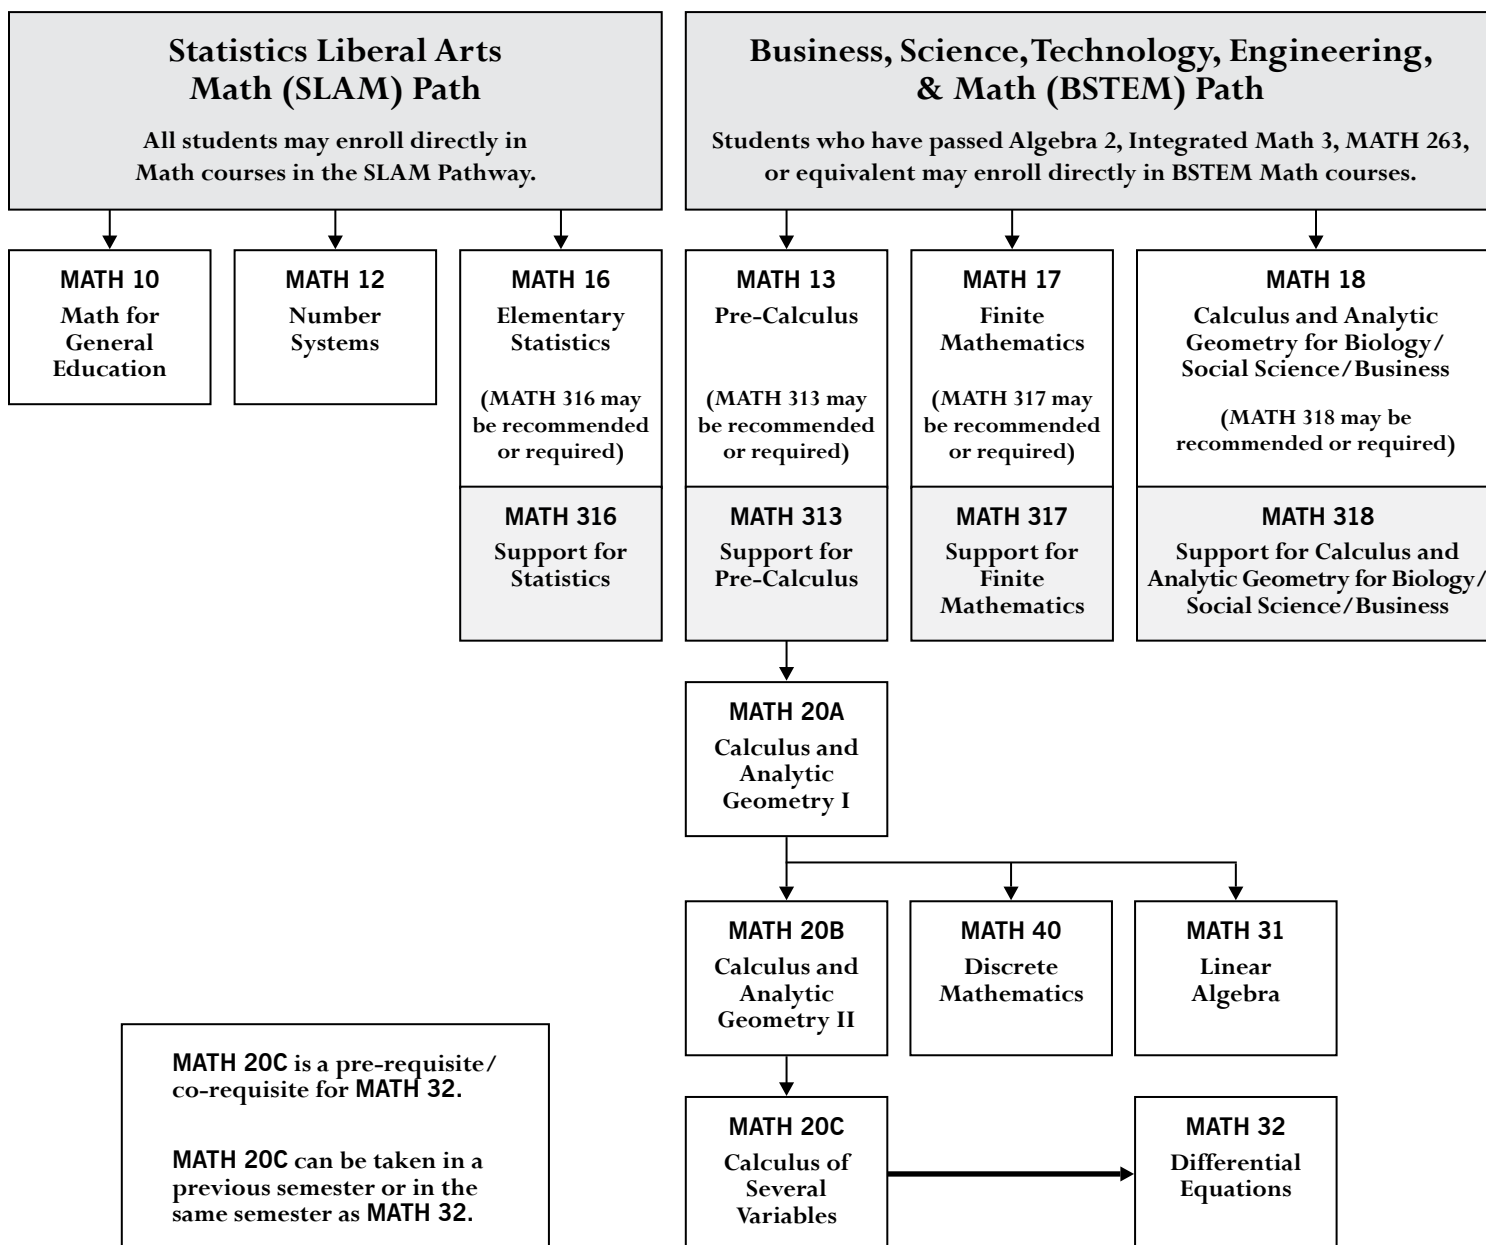 Statistics Liberal Arts
Math (SLAM) Path
All students may enroll directly in
Math courses in the SLAM Pathway.
Business, Science, Technology, Engineering,
& Math (BSTEM) Path
Students who have passed Algebra 2, Integrated Math 3, MATH 263,
or equivalent may enroll directly in BSTEM Math courses.
MATH 10
Math for
General
Education
MATH 12
Number
Systems
MATH 16
Elementary
Statistics
(MATH 316 may
be recommended
or required)
MATH 316
Support for
Statistics
MATH 13
Pre-Calculus
(MATH 313 may
be recommended
or required)
MATH 313
Support for
Pre-Calculus
MATH 17
Finite
Mathematics
(MATH 317 may
be recommended
or required)
MATH 317
Support for
Finite
Mathematics
MATH 18
Calculus and Analytic
Geometry for Biology/
Social Science/Business
(MATH 318 may be
recommended or required)
MATH 318
Support for Calculus and
Analytic Geometry for Biology/
Social Science/Business
MATH 20A
Calculus and
Analytic
Geometry I
MATH 20B
Calculus and
Analytic
Geometry II
MATH 40
Discrete
Mathematics
MATH 31
Linear
Algebra
MATH 20C
Calculus of
Several
Variables
MATH 32
Differential
Equations
MATH 20C is a pre-requisite/
co-requisite for MATH 32.
MATH 20C can be taken in a
previous semester or in the
same semester as MATH 32.